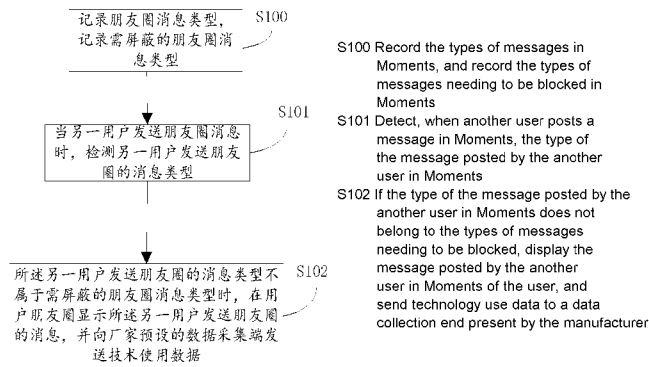 记录朋友圈消息类型，
记录需屏蔽的朋友圈消
息类型
S100
当另一用户发送朋友圈消息
时，检测另一用户发送朋友
圈的消息类型
S101
所述另一用户发送朋友圈的消息类型不
属于需屏蔽的朋友圈消息类型时，在用
户朋友圈显示所述另一用户发送朋友圈
的消息，并向厂家预设的数据采集端发
送技术使用数据
S102
S100 Record the types of messages in
Moments, and record the types of
messages needing to be blocked in
Moments
S101 Detect, when another user posts a
message in Moments, the type of
the message posted by the another
user in Moments
S102 If the type of the message posted by the
another user in Moments does not
belong to the types of messages
needing to be blocked, display the
message posted by the another
user in Moments of the user, and
send technology use data to a data
collection end present by the manufacturer